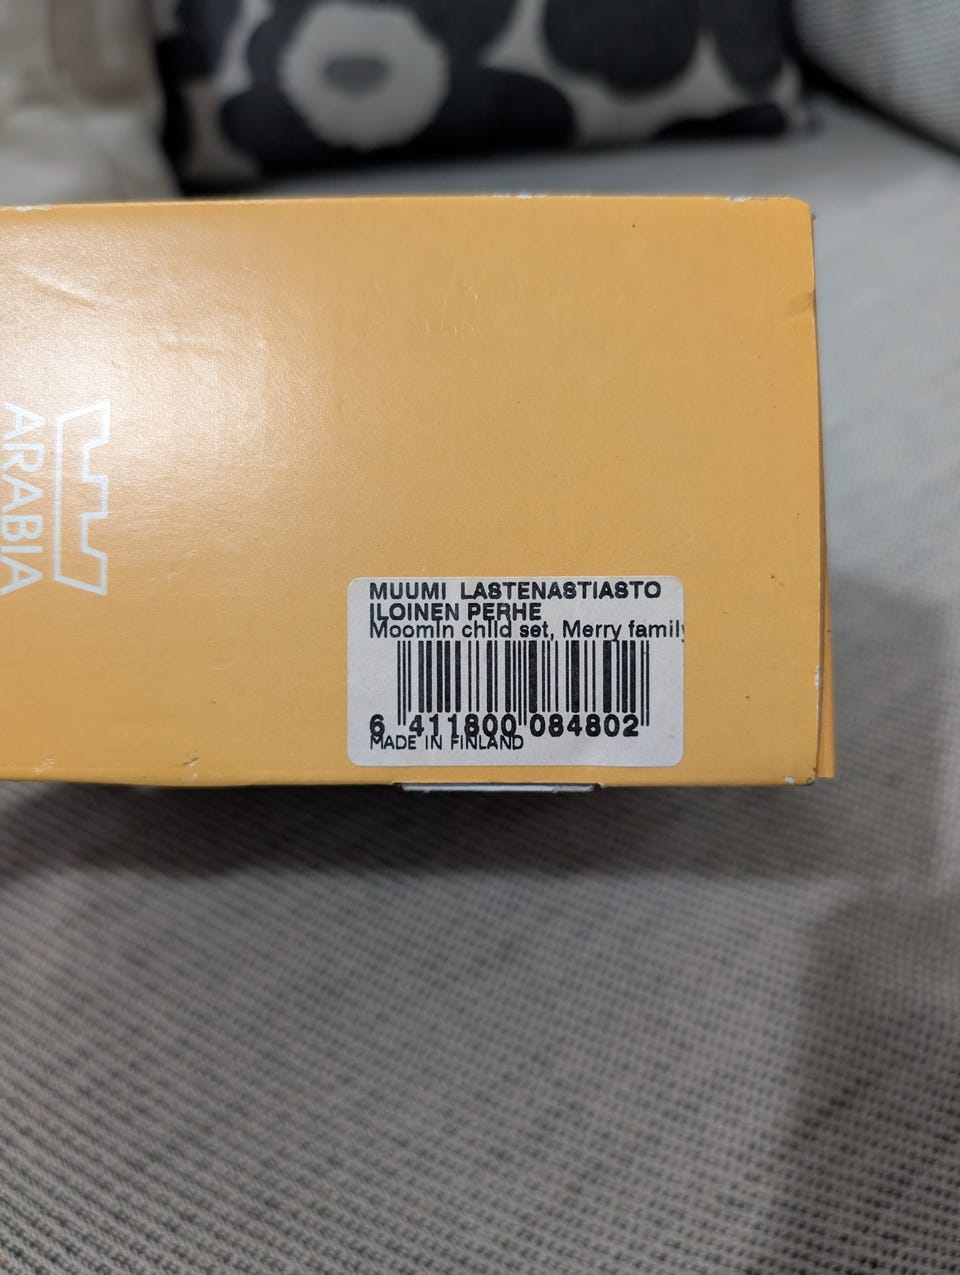 ARABIA
MUUMI LASTENASTIASTO
ILOINEN PERHE
Moomin child set, Merry family
6 411800 084802
MADE IN FINLAND